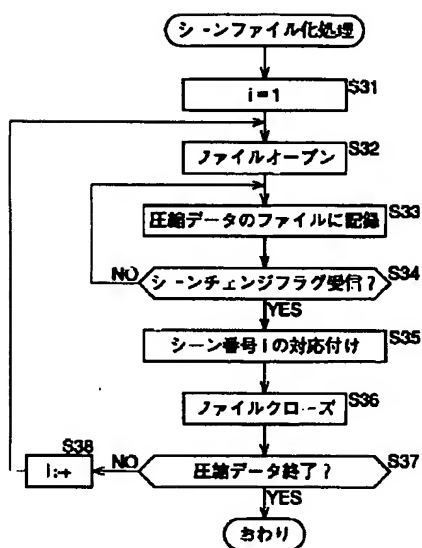 シーンファイル化処理
i=1
S31
ファイルオープン
S32
圧縮データのファイルに記録
S33
シーンチェンジフラグ受信?
S34
NO
YES
シーン番号iの対応付け
S35
ファイルクローズ
S36
圧縮データ終了?
S37
NO
S38
YES
おわり